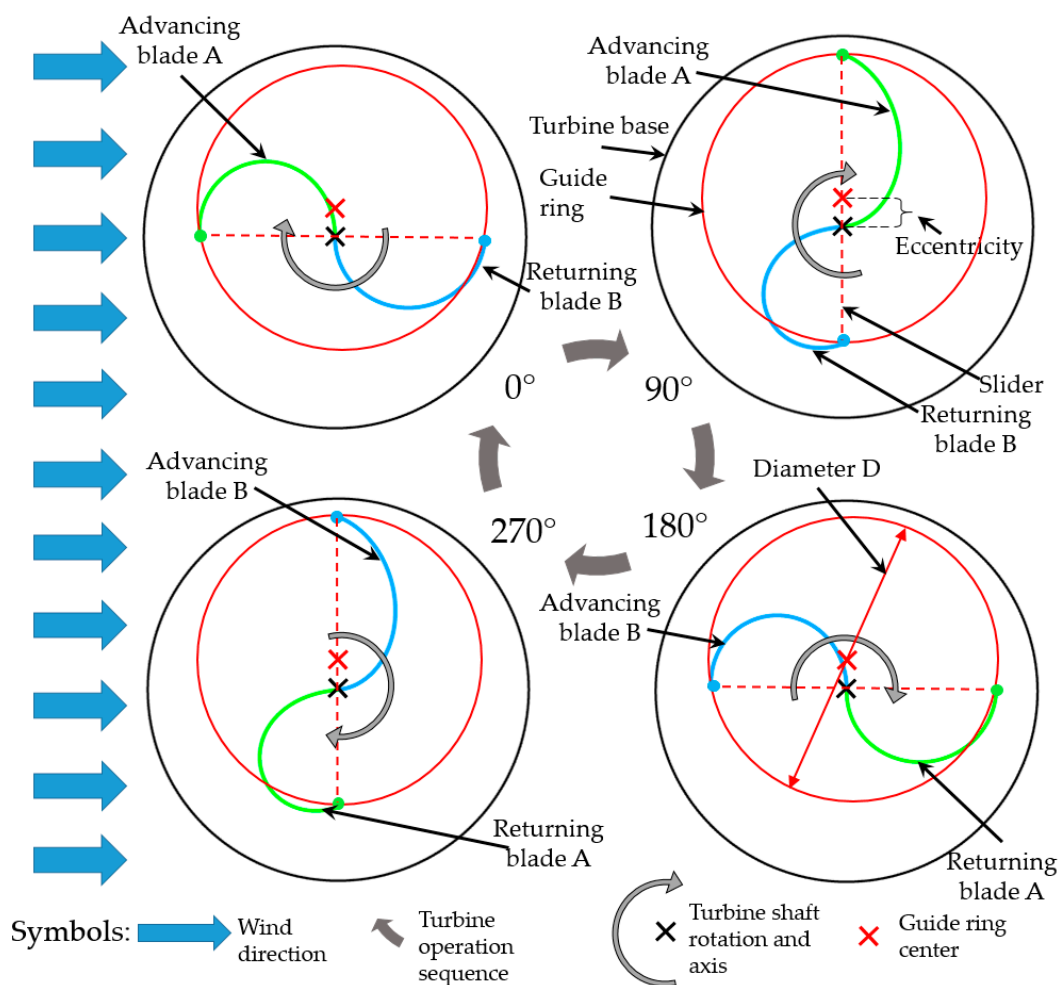 Advancing
blade A
Returning
blade B
0°
Advancing
blade A
Turbine base
Guide
ring
Eccentricity
90°
Slider
Returning
blade B
Advancing
blade B
270°
Returning
blade A
180°
Diameter D
Advancing
blade B
Returning
blade A
Symbols:
Wind
direction
Turbine
operation
sequence
Turbine shaft
rotation and
axis
Guide ring
center